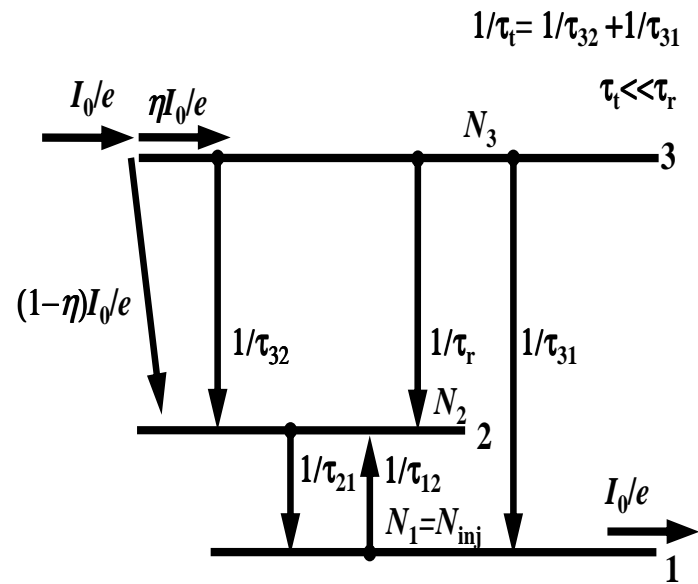 1/τₜ= 1/τ₃₂ +1/τ₃₁
τₜ<<τᵣ
I₀/e
ηI₀/e
N₃
3
(1−η)I₀/e
1/τ₃₂
1/τᵣ
1/τ₃₁
N₂
2
1/τ₂₁
1/τ₁₂
I₀/e
N₁=N_inj
1